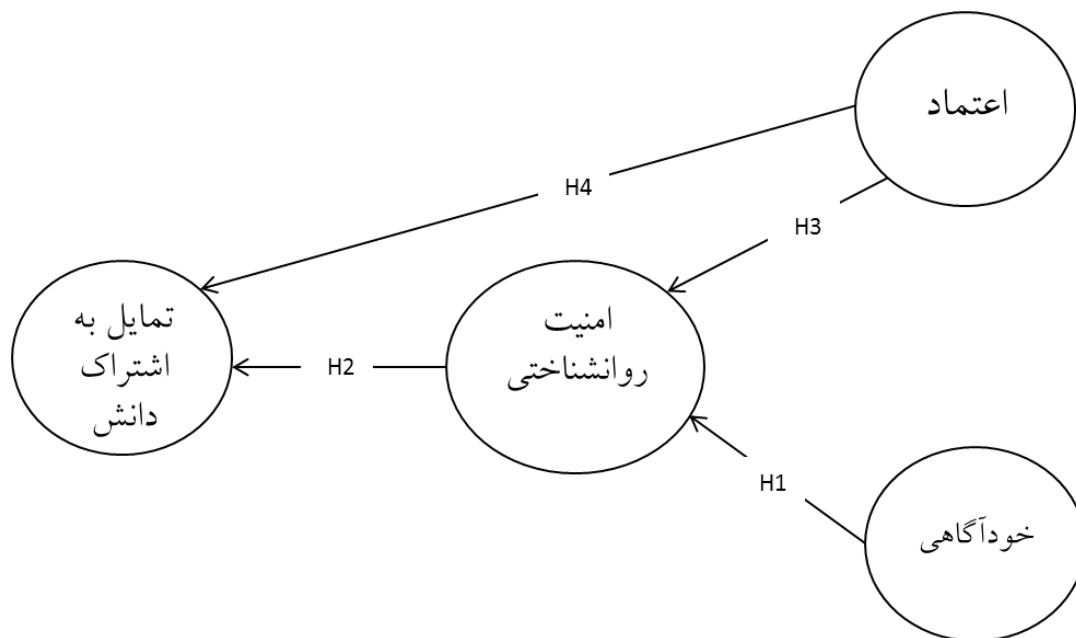 اعتماد
H4
H3
امنیت
روانشناختی
تمایل به
اشتراک
دانش
H2
H1
خودآگاهی